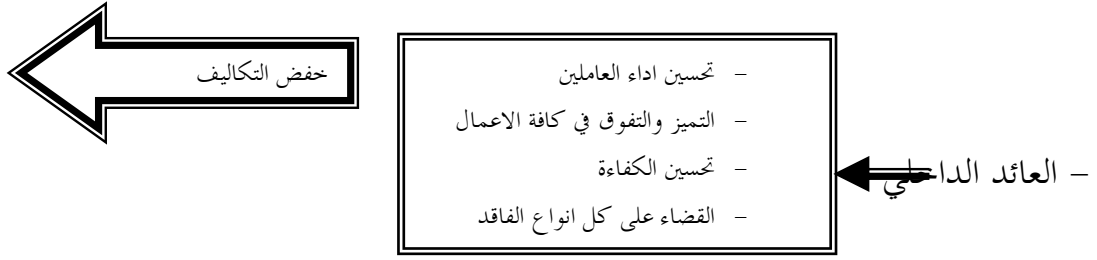 – العائد الداخلي
– تحسين اداء العاملين
– التميز والتفوق في كافة الاعمال
– تحسين الكفاءة
– القضاء على كل انواع الفاقد
خفض التكاليف